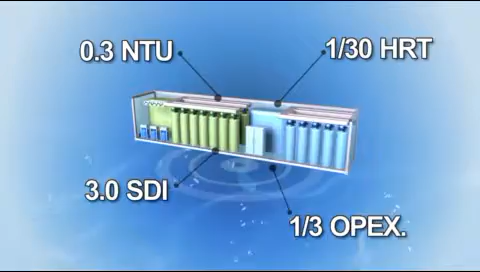 0.3 NTU
1/30 HRT
3.0 SDI
1/3 OPEX.